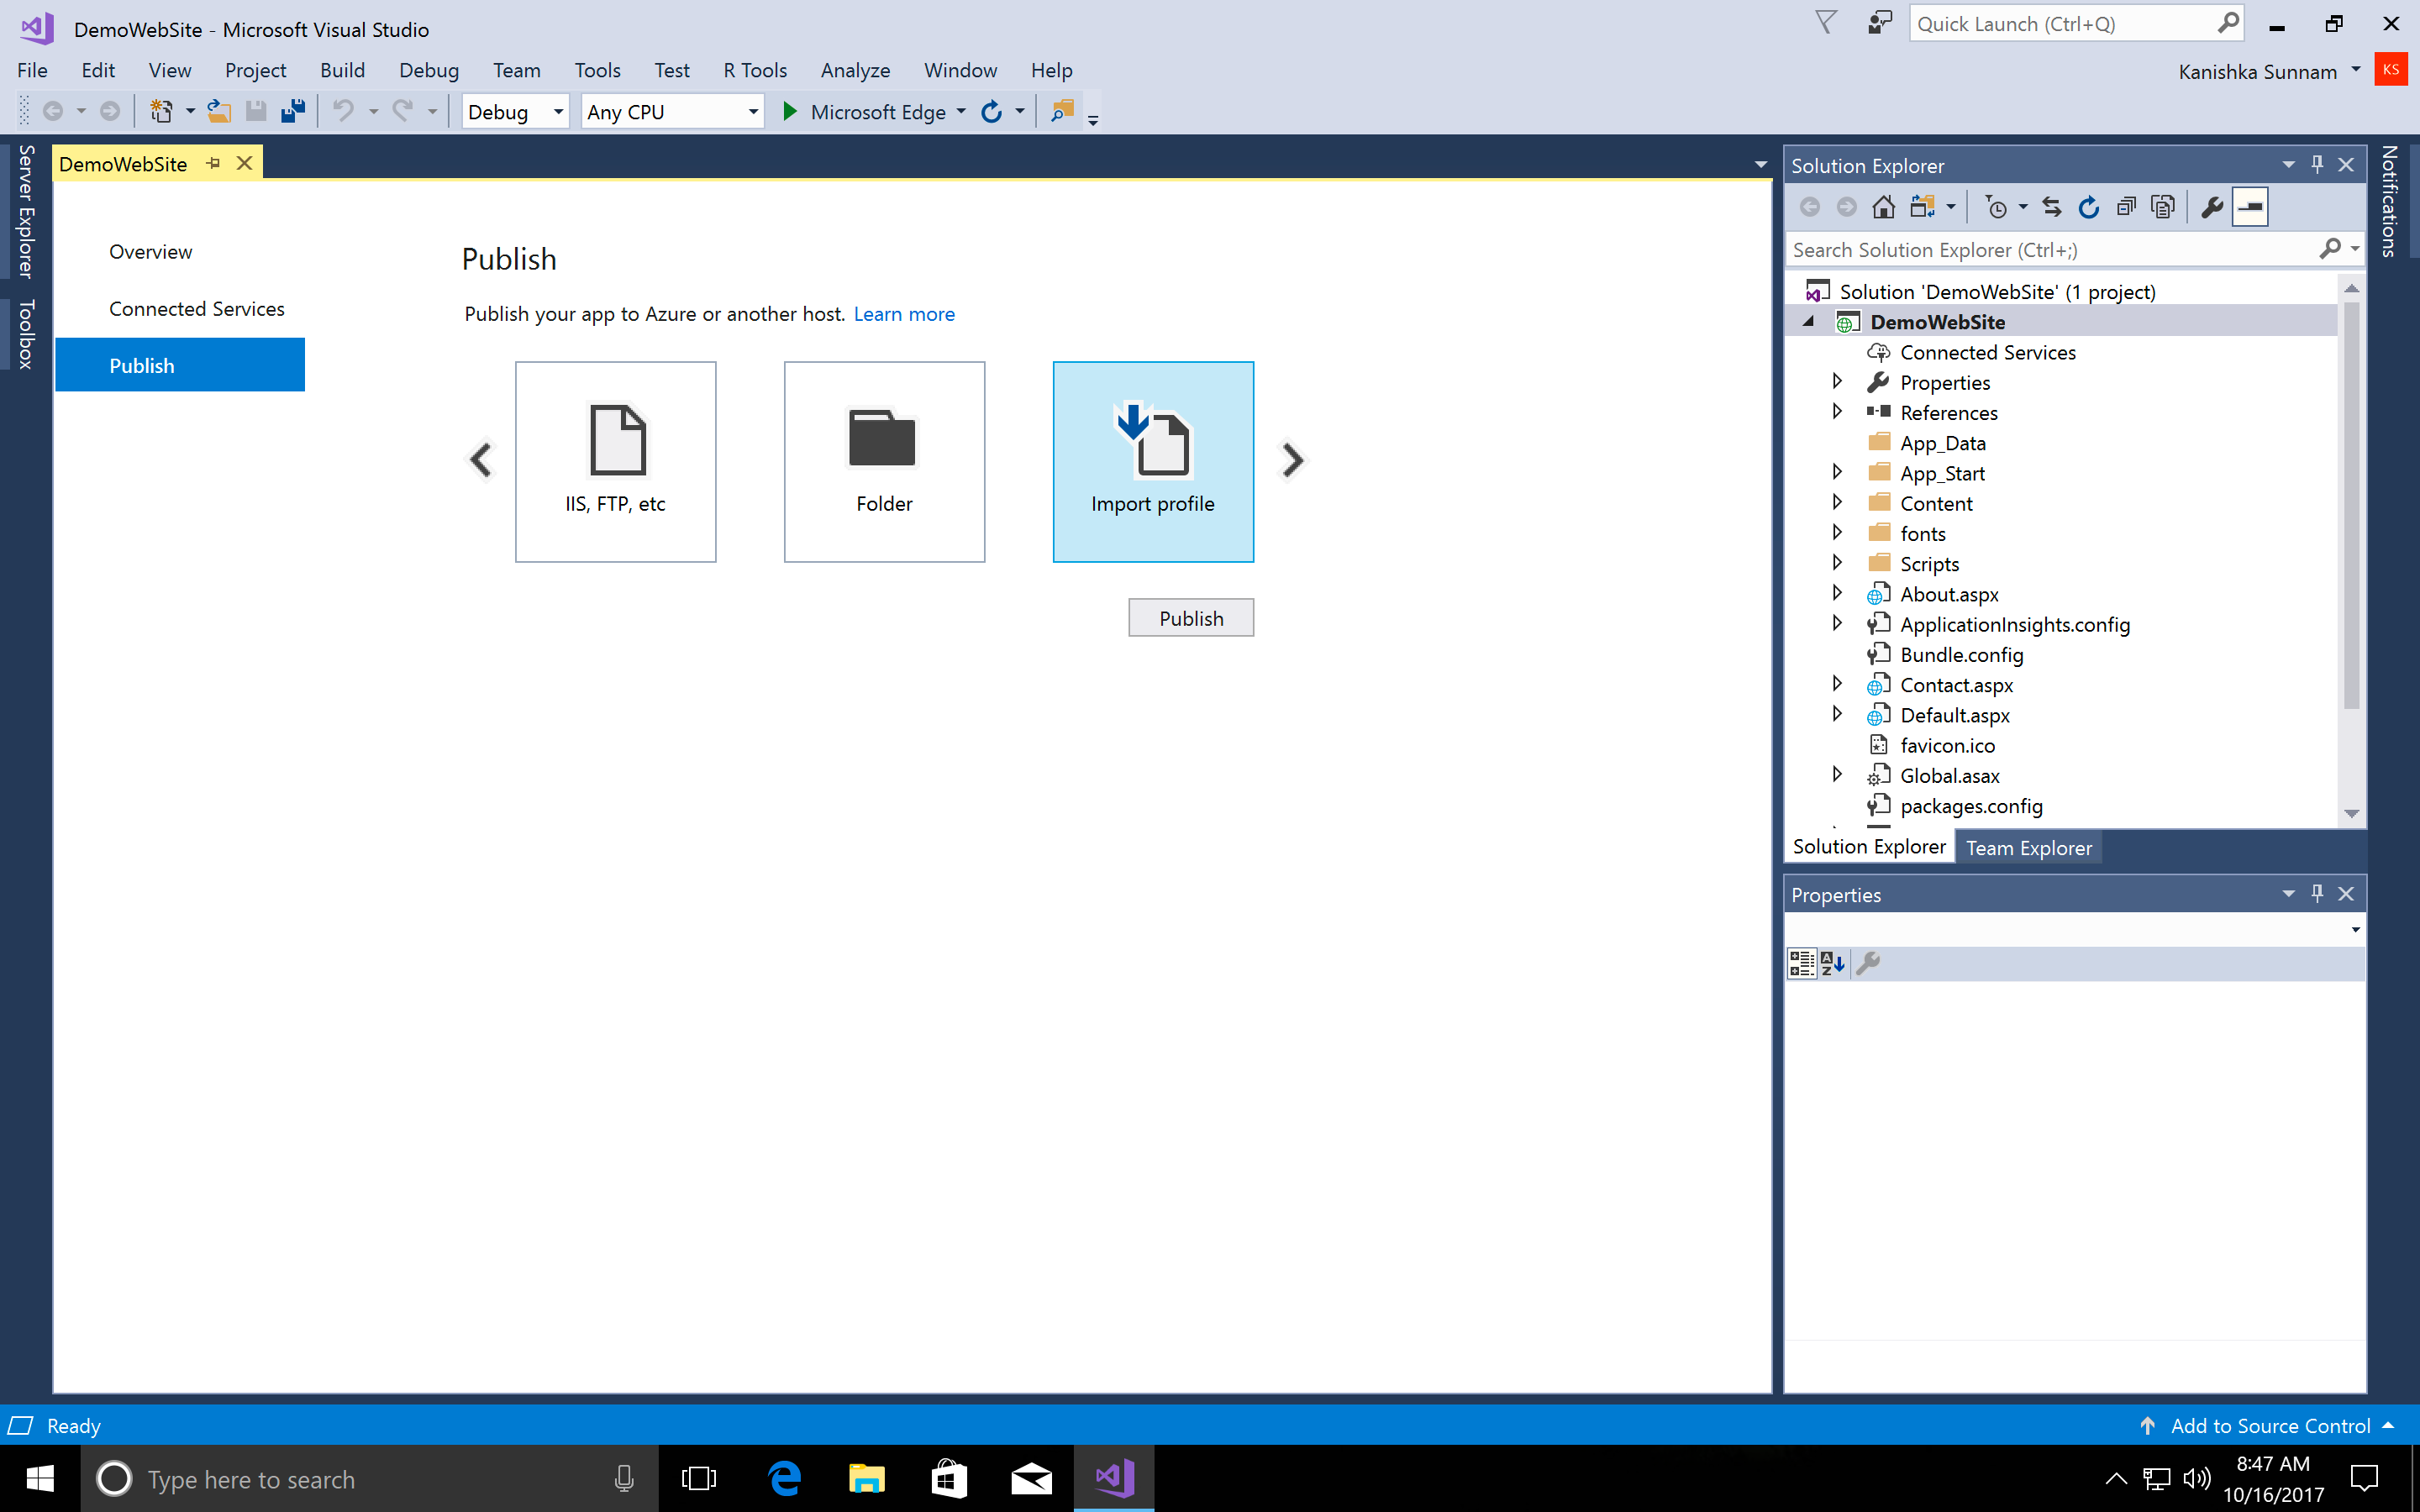 DemoWebSite - Microsoft Visual Studio
Quick Launch (Ctrl+Q)
File Edit View Project Build Debug Team Tools Test R Tools Analyze Window Help
Kanishka Sunnam
KS
Debug Any CPU Microsoft Edge
Server Explorer
Toolbox
DemoWebSite
Overview
Connected Services
Publish
Publish
Publish your app to Azure or another host. Learn more
IIS, FTP, etc
Folder
Import profile
Publish
Solution Explorer
Search Solution Explorer (Ctrl+;)
Solution 'DemoWebSite' (1 project)
DemoWebSite
Connected Services
Properties
References
App_Data
App_Start
Content
fonts
Scripts
About.aspx
ApplicationInsights.config
Bundle.config
Contact.aspx
Default.aspx
favicon.ico
Global.asax
packages.config
Solution Explorer Team Explorer
Properties
Notifications
Ready
Add to Source Control
Type here to search
8:47 AM
10/16/2017